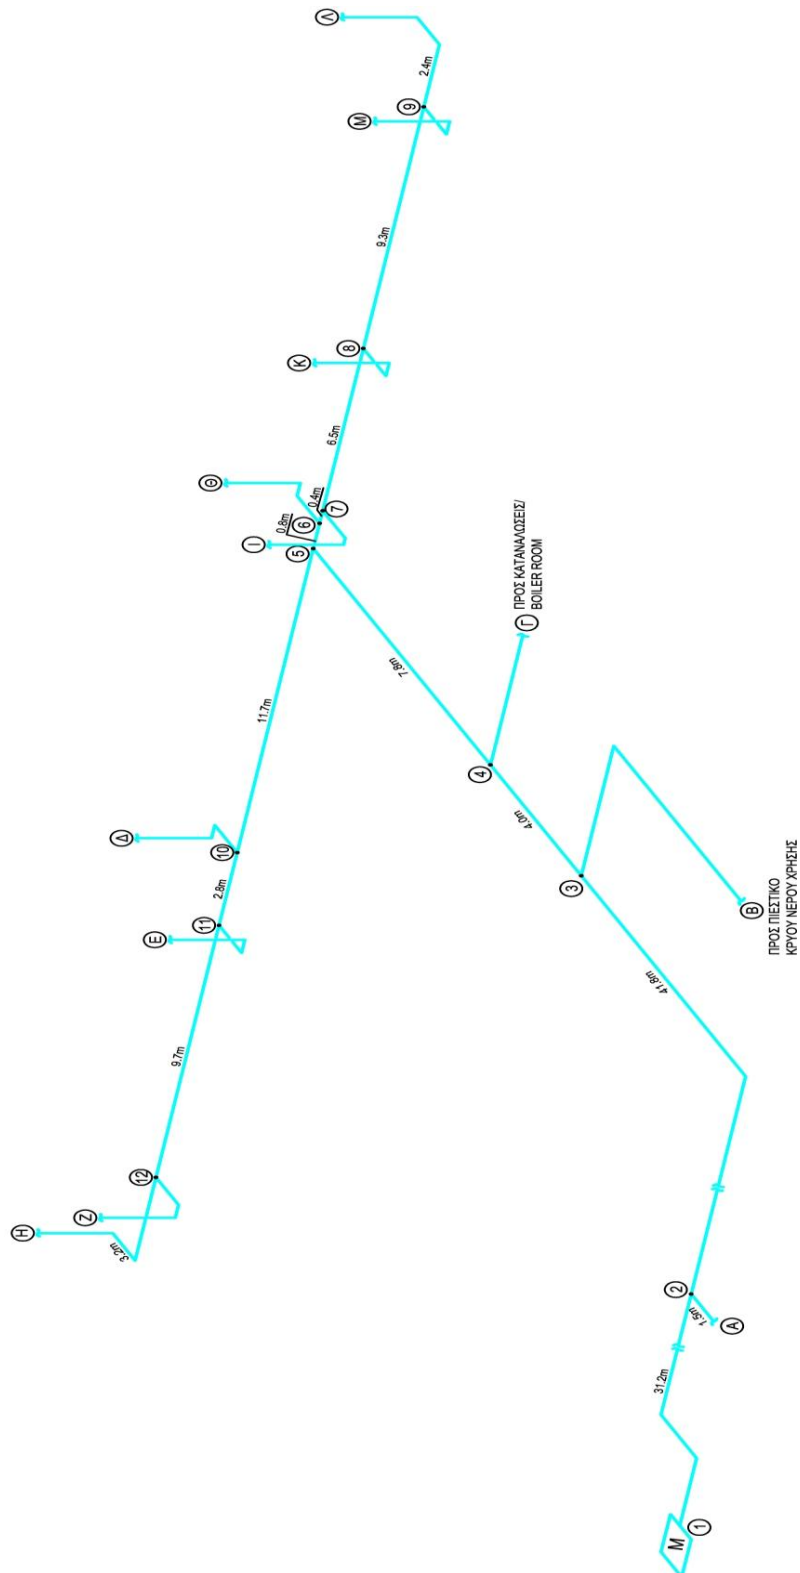 Λ
2.4m
9
M
9.3m
8
K
6.5m
Θ
0.4m
7
0.8m
6
I
5
11.7m
7.8m
Γ
ΠΡΟΣ ΚΑΤΑΝΑΛΩΣΕΙΣ/
BOILER ROOM
4
4.0m
Δ
10
2.8m
11
E
3
B
ΠΡΟΣ ΠΙΕΣΤΙΚΟ
ΚΡΥΟΥ ΝΕΡΟΥ ΧΡΗΣΗΣ
41.8m
9.7m
12
Z
H
3.2m
2
1.5m
A
31.2m
M
1